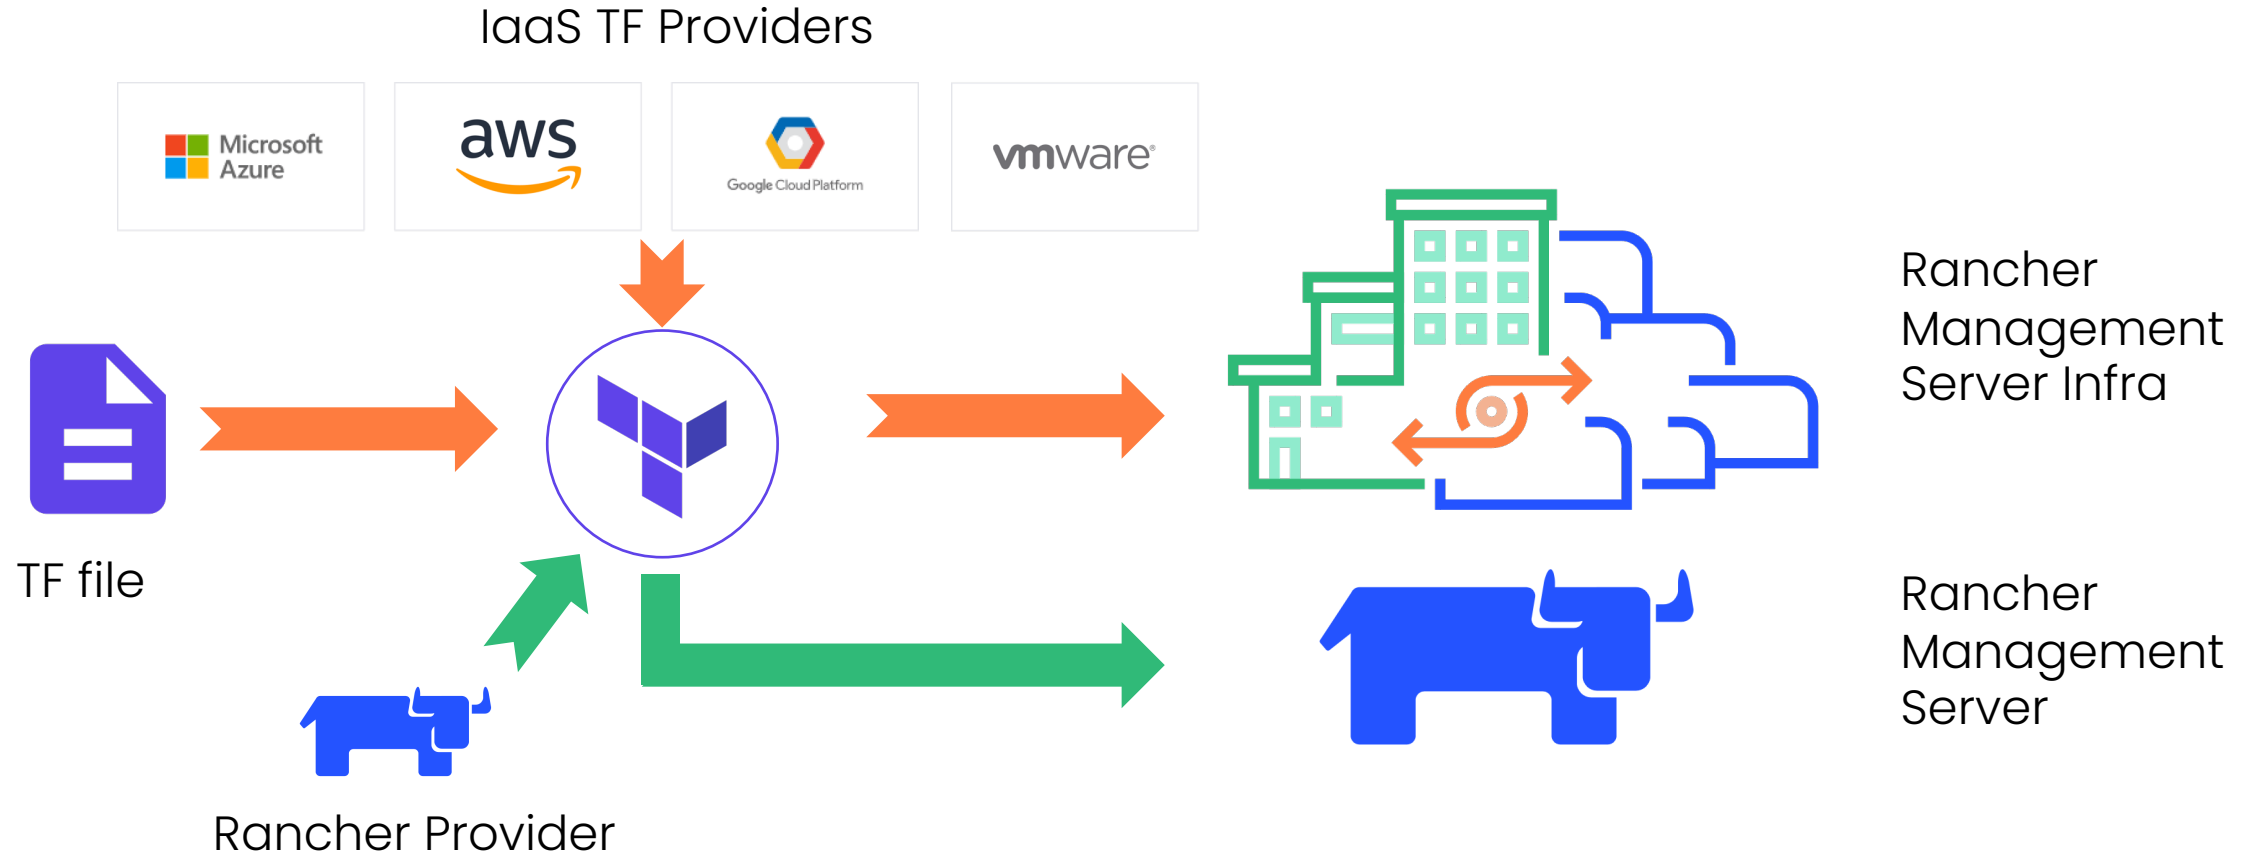 IaaS TF Providers
Microsoft
Azure
aws
Google Cloud Platform
vmware®
Rancher
Management
Server Infra
TF file
Rancher
Management
Server
Rancher Provider